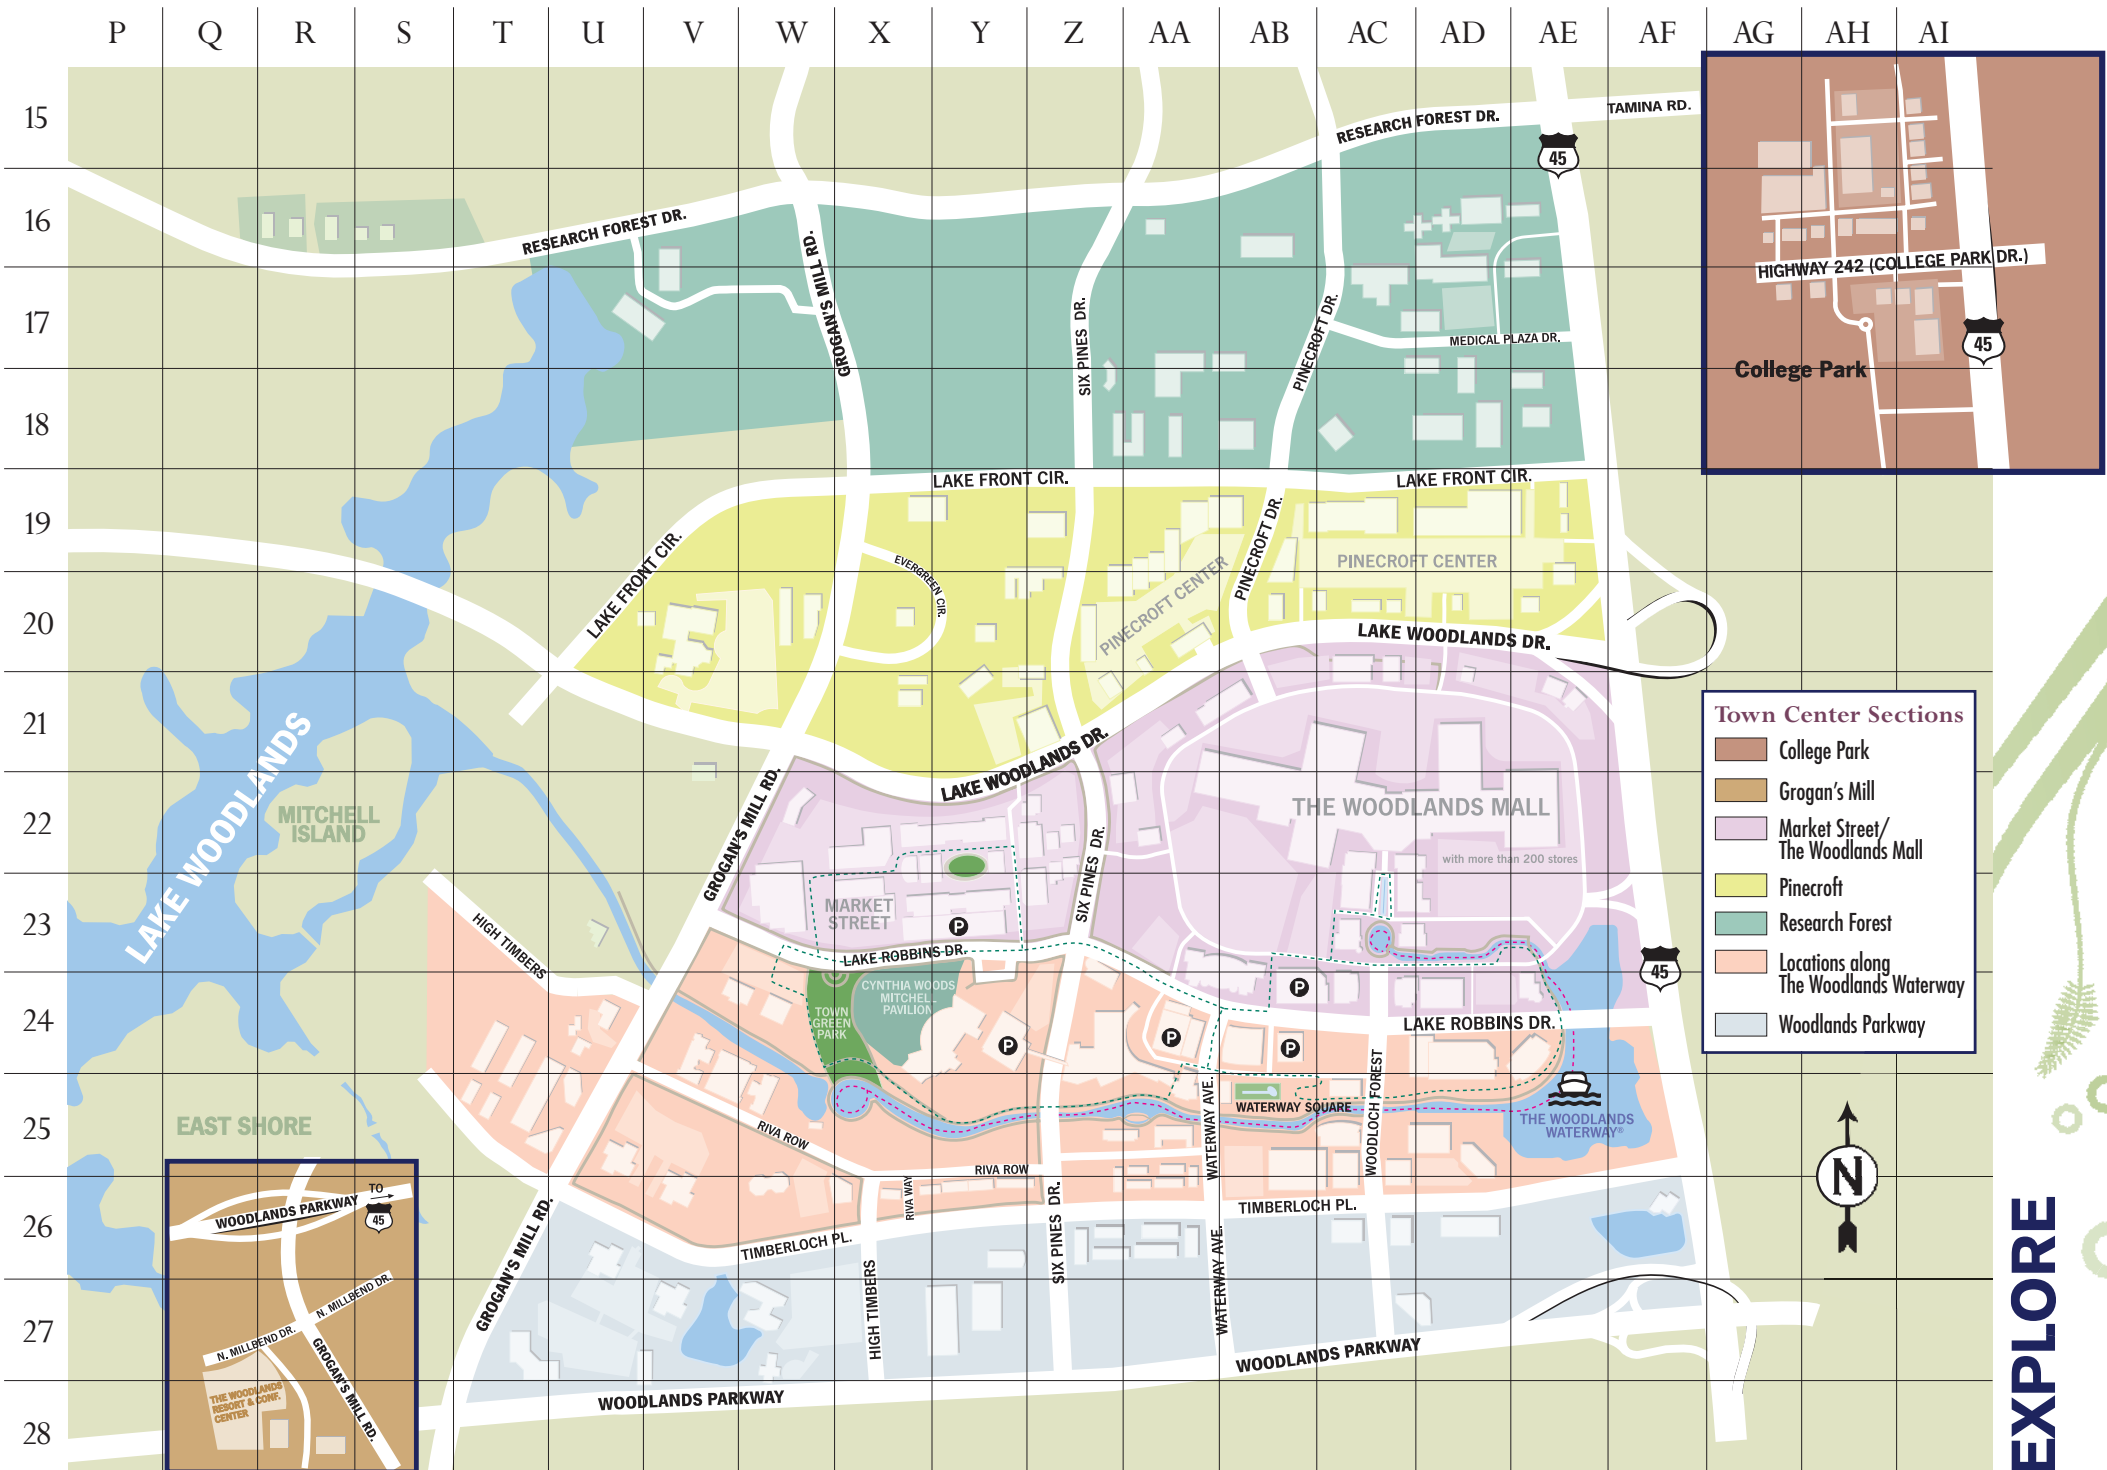 P Q R S T U V W X Y Z AA AB AC AD AE AF AG AH AI
15
16
17
18
19
20
21
22
23
24
25
26
27
28
RESEARCH FOREST DR.
TAMINA RD.
45
RESEARCH FOREST DR.
GROGAN'S MILL RD.
SIX PINES DR.
PINECROFT DR.
MEDICAL PLAZA DR.
HIGHWAY 242 (COLLEGE PARK DR.)
45
College Park
LAKE FRONT CIR.
LAKE FRONT CIR.
LAKE FRONT CIR.
EVERGREEN CIR.
PINECROFT DR.
PINECROFT CENTER
PINECROFT CENTER
LAKE WOODLANDS DR.
LAKE WOODLANDS DR.
LAKE WOODLANDS
MITCHELL
ISLAND
GROGAN'S MILL RD.
SIX PINES DR.
THE WOODLANDS MALL
with more than 200 stores
MARKET
STREET
P
HIGH TIMBERS
LAKE ROBBINS DR.
45
CYNTHIA WOODS
MITCHELL
PAVILION
TOWN
GREEN
PARK
P
P
P
P
LAKE ROBBINS DR.
EAST SHORE
RIVA ROW
RIVA ROW
RIVA WAY
WATERWAY AVE.
WATERWAY SQUARE
WOODLOCH FOREST
THE WOODLANDS
WATERWAY®
TIMBERLOCH PL.
TIMBERLOCH PL.
GROGAN'S MILL RD.
HIGH TIMBERS
SIX PINES DR.
WATERWAY AVE.
WOODLANDS PARKWAY
WOODLANDS PARKWAY
WOODLANDS PARKWAY
TO
45
N. MILLBEND DR.
N. MILLBEND DR.
GROGAN'S MILL RD.
THE WOODLANDS
RESORT & CONF.
CENTER
Town Center Sections
College Park
Grogan's Mill
Market Street/
The Woodlands Mall
Pinecroft
Research Forest
Locations along
The Woodlands Waterway
Woodlands Parkway
N
EXPLORE